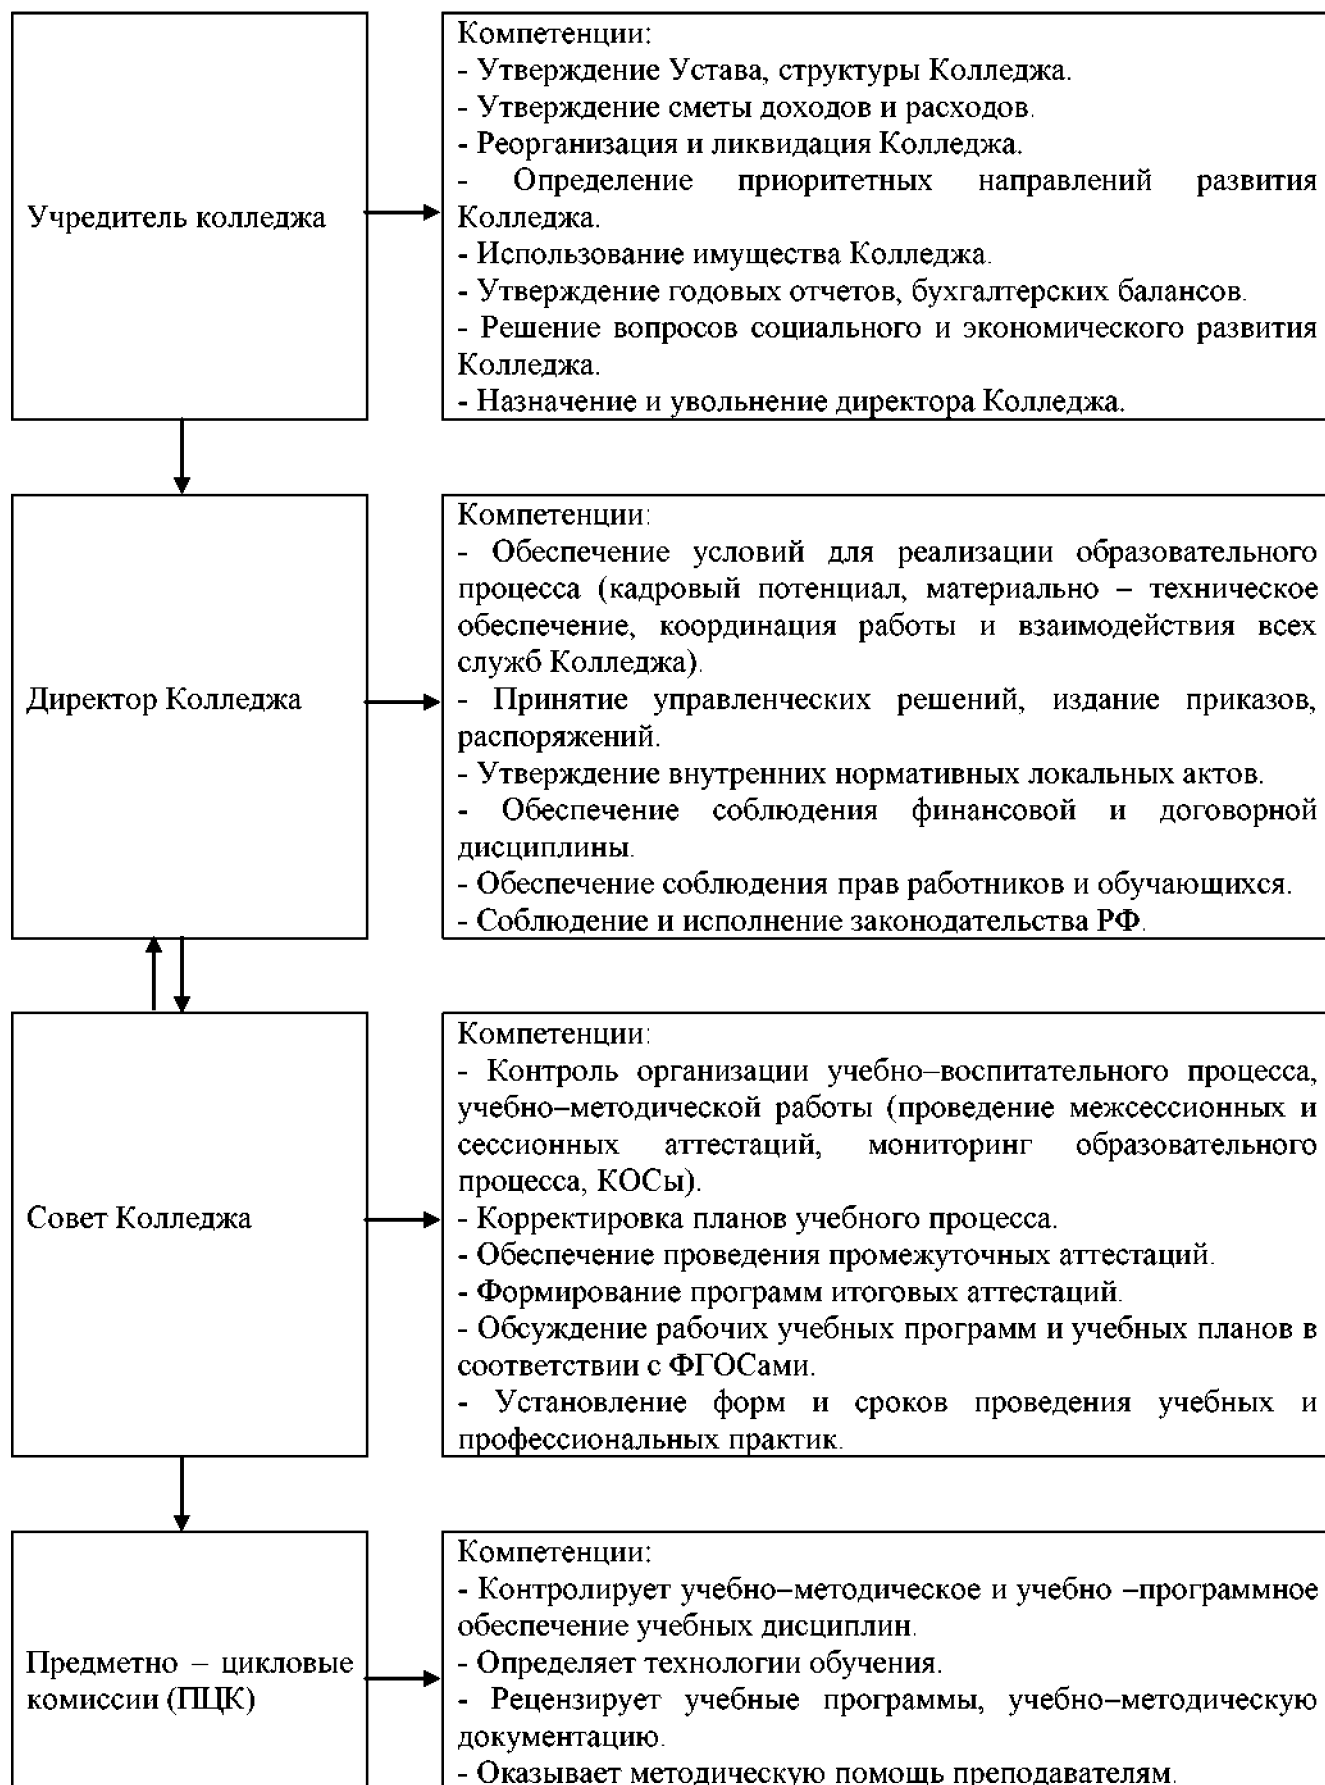 Учредитель колледжа
Компетенции:
- Утверждение Устава, структуры Колледжа.
- Утверждение сметы доходов и расходов.
- Реорганизация и ликвидация Колледжа.
- Определение приоритетных направлений развития
Колледжа.
- Использование имущества Колледжа.
- Утверждение годовых отчетов, бухгалтерских балансов.
- Решение вопросов социального и экономического развития
Колледжа.
- Назначение и увольнение директора Колледжа.
Директор Колледжа
Компетенции:
- Обеспечение условий для реализации образовательного
процесса (кадровый потенциал, материально – техническое
обеспечение, координация работы и взаимодействия всех
служб Колледжа).
- Принятие управленческих решений, издание приказов,
распоряжений.
- Утверждение внутренних нормативных локальных актов.
- Обеспечение соблюдения финансовой и договорной
дисциплины.
- Обеспечение соблюдения прав работников и обучающихся.
- Соблюдение и исполнение законодательства РФ.
Совет Колледжа
Компетенции:
- Контроль организации учебно–воспитательного процесса,
учебно–методической работы (проведение межсессионных и
сессионных аттестаций, мониторинг образовательного
процесса, КОСы).
- Корректировка планов учебного процесса.
- Обеспечение проведения промежуточных аттестаций.
- Формирование программ итоговых аттестаций.
- Обсуждение рабочих учебных программ и учебных планов в
соответствии с ФГОСами.
- Установление форм и сроков проведения учебных и
профессиональных практик.
Предметно – цикловые
комиссии (ПЦК)
Компетенции:
- Контролирует учебно–методическое и учебно –программное
обеспечение учебных дисциплин.
- Определяет технологии обучения.
- Рецензирует учебные программы, учебно–методическую
документацию.
- Оказывает методическую помощь преподавателям.